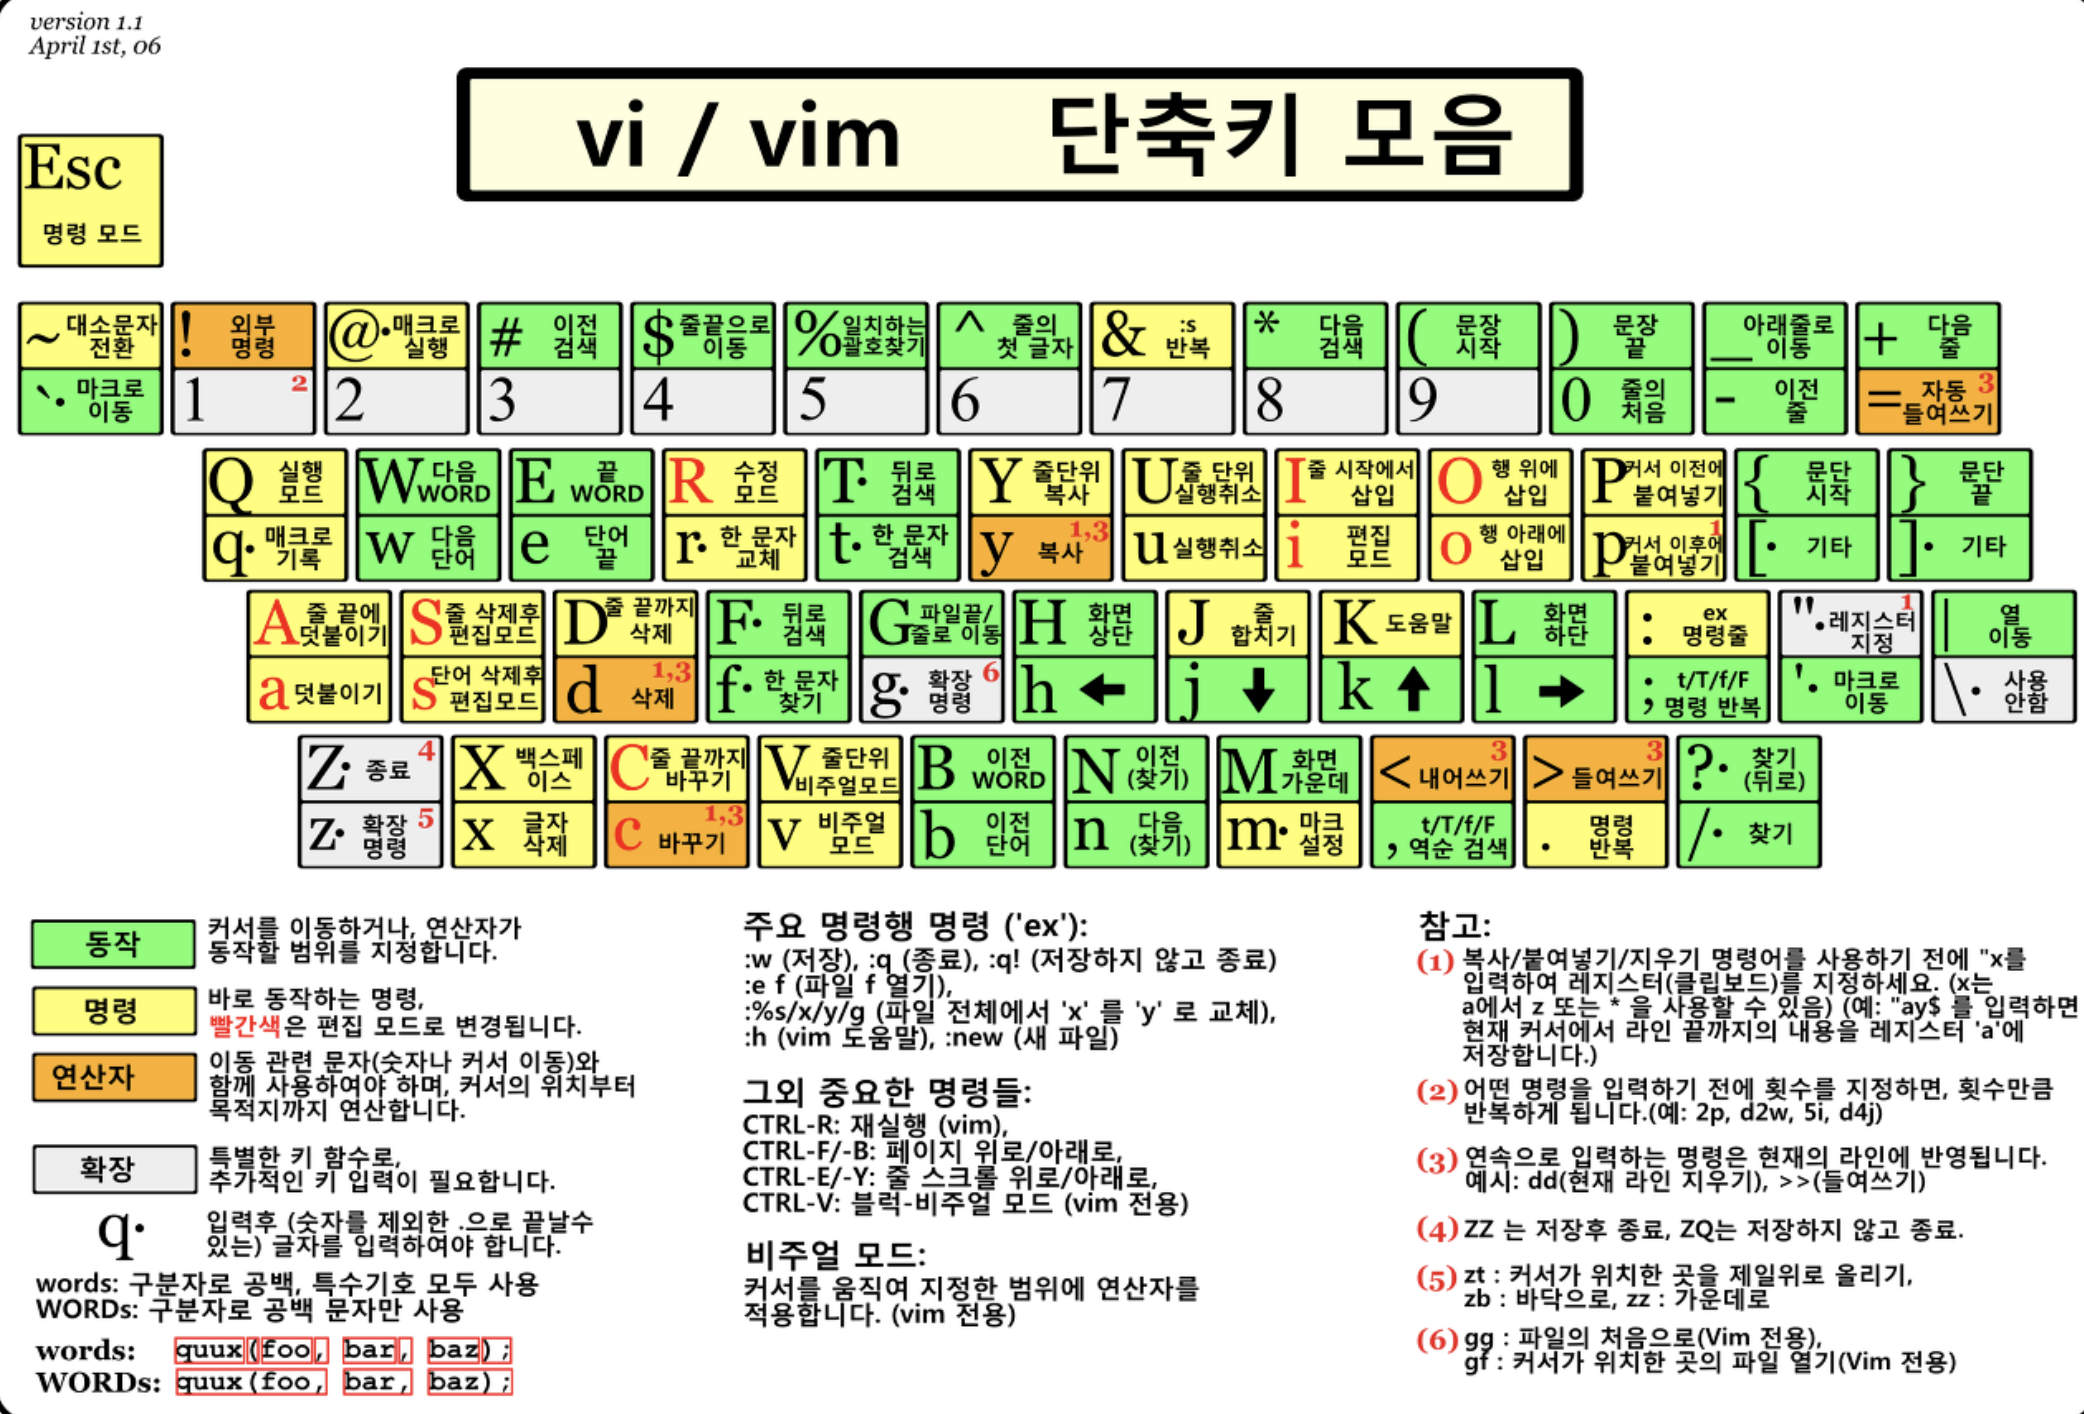 version 1.1
April 1st, 06
vi / vim 단축키 모음
Esc
명령 모드
~ 대소문자
전환
! 외부
명령
@· 매크로
실행
# 이전
검색
$ 줄끝으로
이동
% 일치하는
괄호찾기
^ 줄의
첫 글자
& :s
반복
* 다음
검색
( 문장
시작
) 문장
끝
_ 아래줄로
이동
+ 다음
줄
`· 마크로
이동
1 2
2
3
4
5
6
7
8
9
0 줄의
처음
- 이전
줄
= 자동 3
들여쓰기
Q 실행
모드
W 다음
WORD
E 끝
WORD
R 수정
모드
T· 뒤로
검색
Y 줄단위
복사
U 줄 단위
실행취소
I 줄 시작에서
삽입
O 행 위에
삽입
P 커서 이전에
붙여넣기
{ 문단
시작
} 문단
끝
q· 매크로
기록
w 다음
단어
e 단어
끝
r· 한 문자
교체
t· 한 문자
검색
y 복사 1,3
u 실행취소
i 편집
모드
o 행 아래에
삽입
p 커서 이후에 1
붙여넣기
[· 기타
]· 기타
A 줄 끝에
덧붙이기
S 줄 삭제후
편집모드
D 줄 끝까지
삭제
F· 뒤로
검색
G 파일끝/
줄로 이동
H 화면
상단
J 줄
합치기
K 도움말
L 화면
하단
: ex
명령줄
"· 레지스터 1
지정
| 열
이동
a 덧붙이기
s 단어 삭제후
편집모드
d 삭제 1,3
f· 한 문자
찾기
g· 확장 6
명령
h ←
j ↓
k ↑
l →
; t/T/f/F
명령 반복
'· 마크로
이동
\· 사용
안함
Z· 종료 4
X 백스페
이스
C 줄 끝까지
바꾸기
V 줄단위
비주얼모드
B 이전
WORD
N 이전
(찾기)
M 화면
가운데
< 내어쓰기 3
> 들여쓰기 3
?· 찾기
(뒤로)
z· 확장 5
명령
x 글자
삭제
c 바꾸기 1,3
v 비주얼
모드
b 이전
단어
n 다음
(찾기)
m· 마크
설정
, t/T/f/F
역순 검색
. 명령
반복
/· 찾기
동작 커서를 이동하거나, 연산자가
동작할 범위를 지정합니다.
명령 바로 동작하는 명령,
빨간색은 편집 모드로 변경됩니다.
연산자 이동 관련 문자(숫자나 커서 이동)와
함께 사용하여야 하며, 커서의 위치부터
목적지까지 연산합니다.
확장 특별한 키 함수로,
추가적인 키 입력이 필요합니다.
q· 입력후 (숫자를 제외한 .으로 끝날수
있는) 글자를 입력하여야 합니다.
words: 구분자로 공백, 특수기호 모두 사용
WORDs: 구분자로 공백 문자만 사용
words: quux(foo, bar, baz);
WORDs: quux(foo, bar, baz);
주요 명령행 명령 ('ex'):
:w (저장), :q (종료), :q! (저장하지 않고 종료)
:e f (파일 f 열기),
:%s/x/y/g (파일 전체에서 'x' 를 'y' 로 교체),
:h (vim 도움말), :new (새 파일)
그외 중요한 명령들:
CTRL-R: 재실행 (vim),
CTRL-F/-B: 페이지 위로/아래로,
CTRL-E/-Y: 줄 스크롤 위로/아래로,
CTRL-V: 블럭-비주얼 모드 (vim 전용)
비주얼 모드:
커서를 움직여 지정한 범위에 연산자를
적용합니다. (vim 전용)
참고:
(1) 복사/붙여넣기/지우기 명령어를 사용하기 전에 "x를
입력하여 레지스터(클립보드)를 지정하세요. (x는
a에서 z 또는 * 을 사용할 수 있음) (예: "ay$ 를 입력하면
현재 커서에서 라인 끝까지의 내용을 레지스터 'a'에
저장합니다.)
(2) 어떤 명령을 입력하기 전에 횟수를 지정하면, 횟수만큼
반복하게 됩니다.(예: 2p, d2w, 5i, d4j)
(3) 연속으로 입력하는 명령은 현재의 라인에 반영됩니다.
예시: dd(현재 라인 지우기), >>(들여쓰기)
(4) ZZ 는 저장후 종료, ZQ는 저장하지 않고 종료.
(5) zt : 커서가 위치한 곳을 제일위로 올리기,
zb : 바닥으로, zz : 가운데로
(6) gg : 파일의 처음으로(Vim 전용),
gf : 커서가 위치한 곳의 파일 열기(Vim 전용)